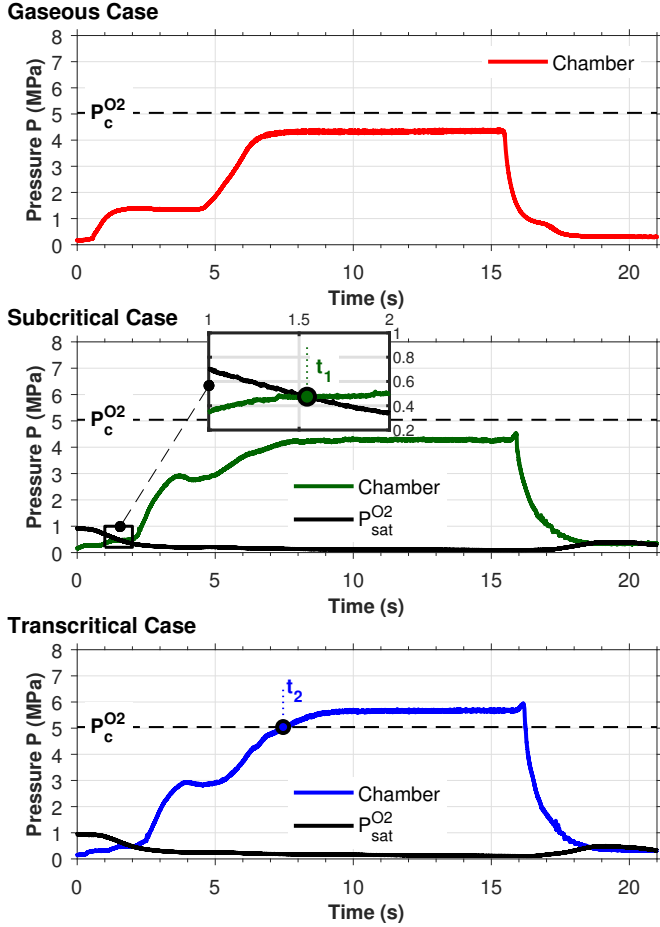 Gaseous Case
Pressure P (MPa)
8
7
6
5
4
3
2
1
0
P_c^O2
Chamber
0 5 10 15 20
Time (s)
Subcritical Case
Pressure P (MPa)
8
7
6
5
4
3
2
1
0
P_c^O2
1 1.5 2
1
0.8
0.6
0.4
0.2
t_1
Chamber
P_sat^O2
0 5 10 15 20
Time (s)
Transcritical Case
Pressure P (MPa)
8
7
6
5
4
3
2
1
0
P_c^O2
t_2
Chamber
P_sat^O2
0 5 10 15 20
Time (s)